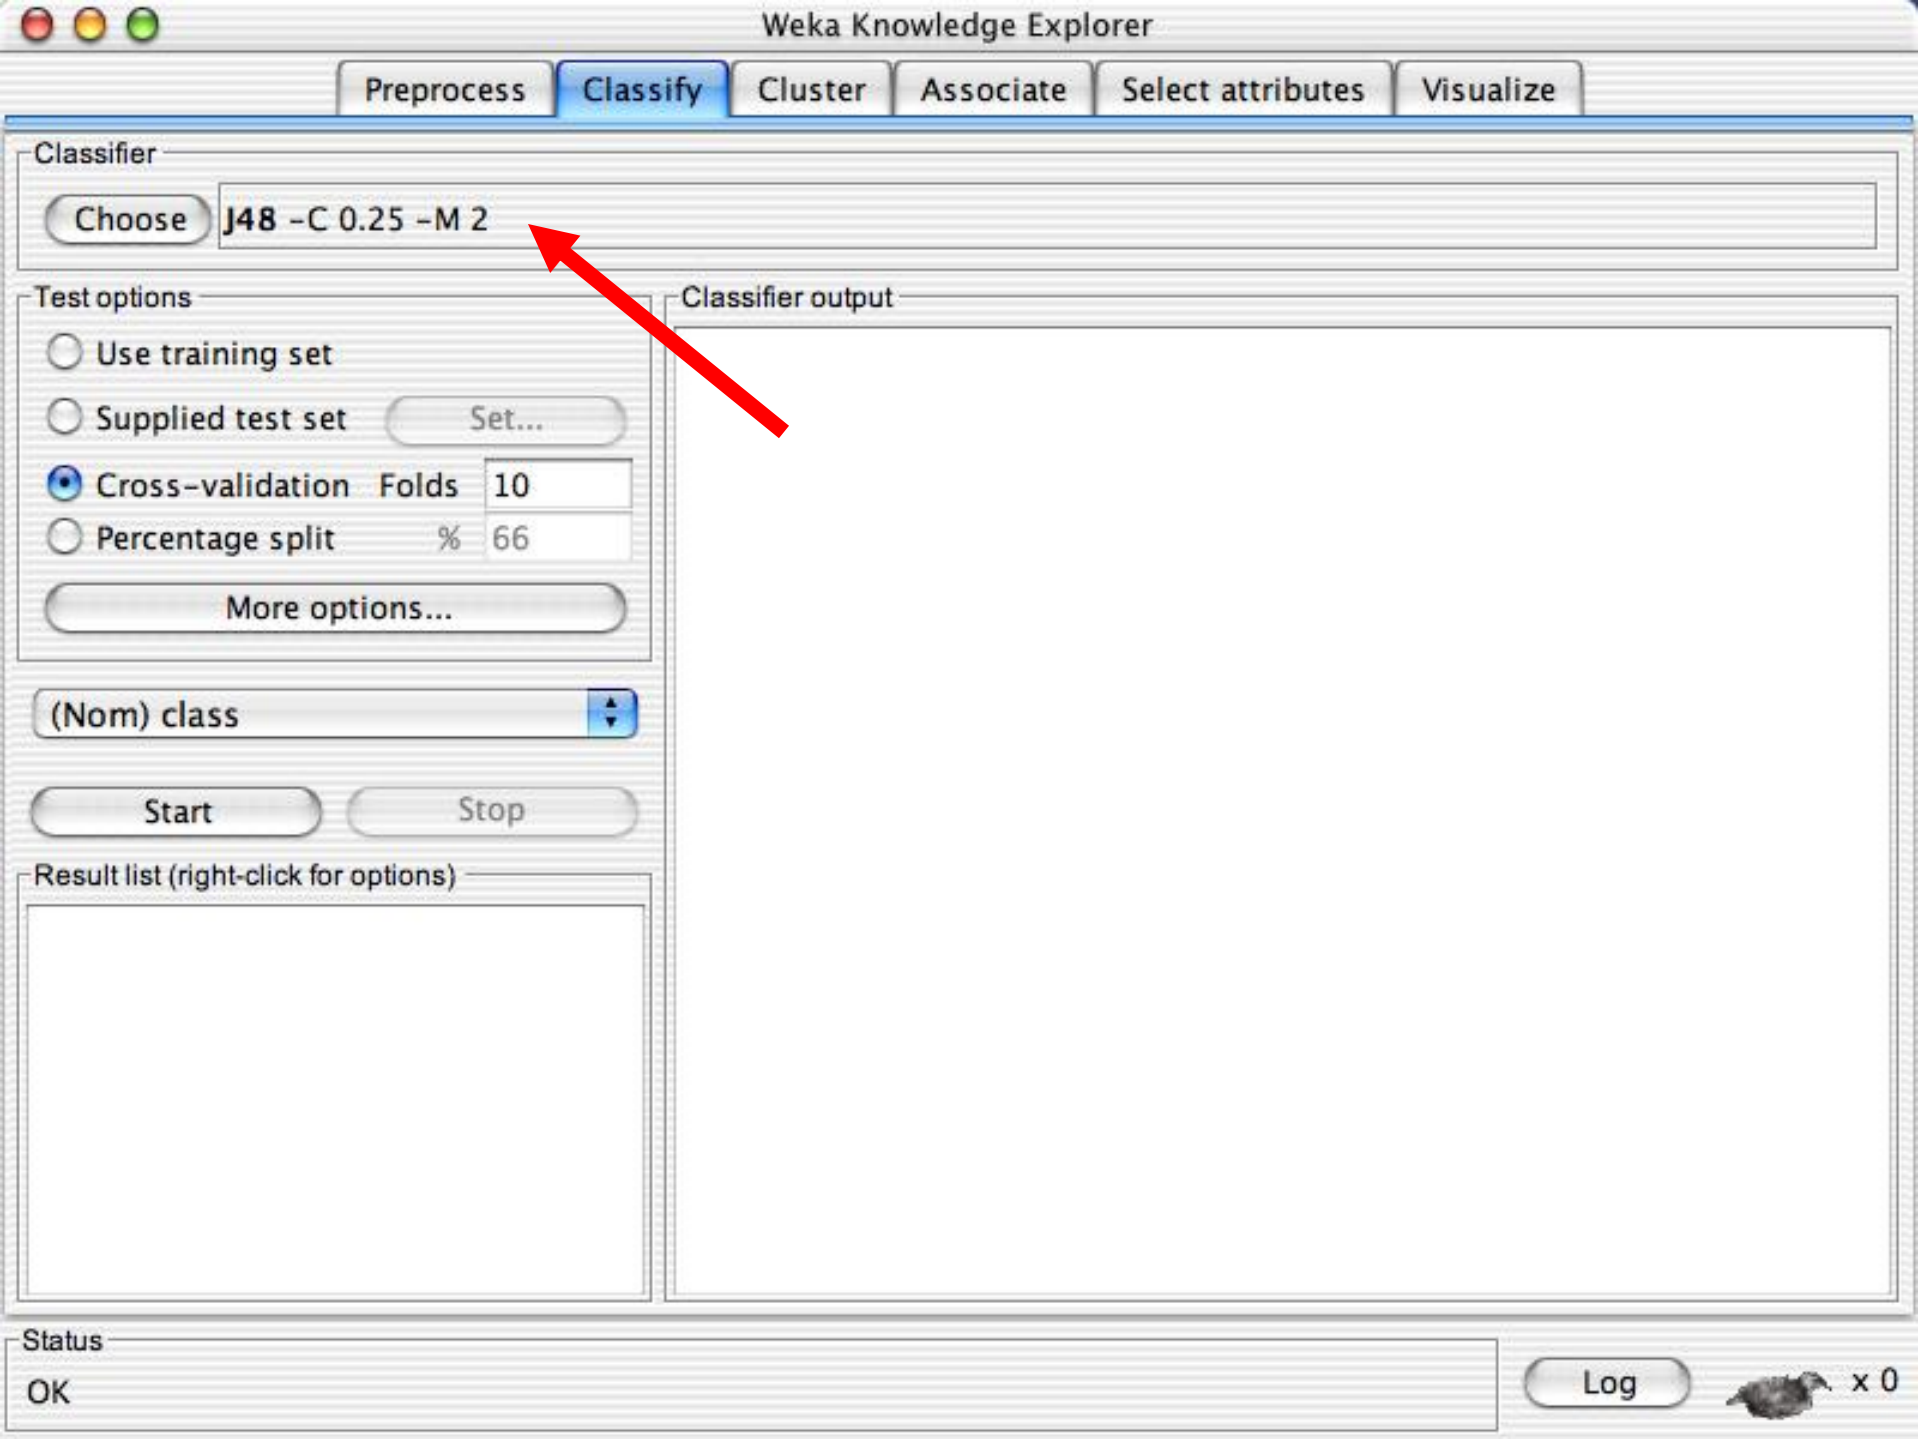 Weka Knowledge Explorer
Preprocess Classify Cluster Associate Select attributes Visualize
Classifier
Choose J48 -C 0.25 -M 2
Test options
Use training set
Supplied test set Set...
Cross-validation Folds 10
Percentage split % 66
More options...
(Nom) class
Start Stop
Result list (right-click for options)
Classifier output
Status
OK
Log x 0